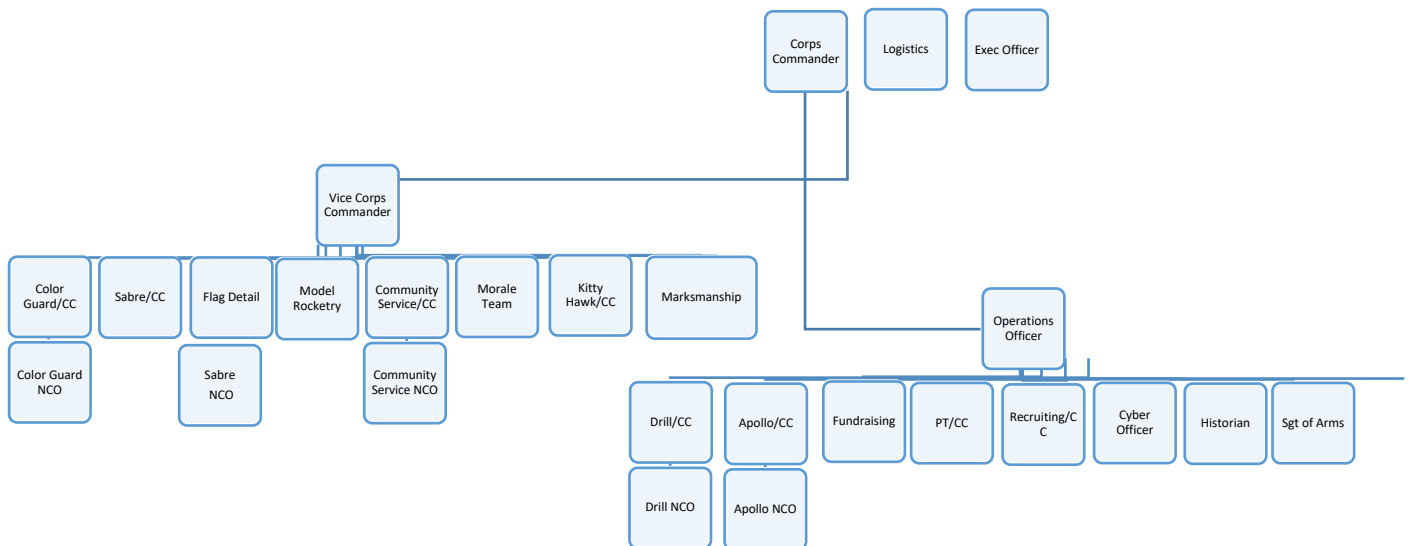 Corps
Commander
Logistics
Exec Officer
Vice Corps
Commander
Color
Guard/CC
Sabre/CC
Flag Detail
Model
Rocketry
Community
Service/CC
Morale
Team
Kitty
Hawk/CC
Marksmanship
Operations
Officer
Color Guard
NCO
Sabre
NCO
Community
Service NCO
Drill/CC
Apollo/CC
Fundraising
PT/CC
Recruiting/C
C
Cyber
Officer
Historian
Sgt of Arms
Drill NCO
Apollo NCO